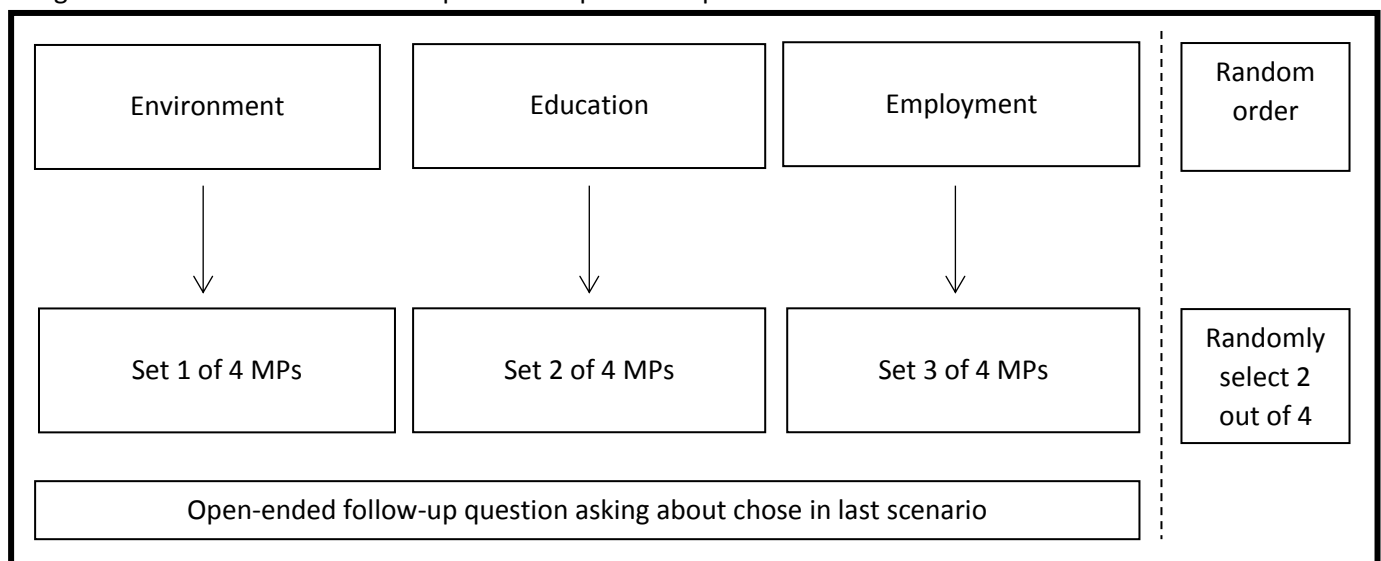 Environment
Education
Employment
Random
order
Set 1 of 4 MPs
Set 2 of 4 MPs
Set 3 of 4 MPs
Randomly
select 2
out of 4
Open-ended follow-up question asking about chose in last scenario